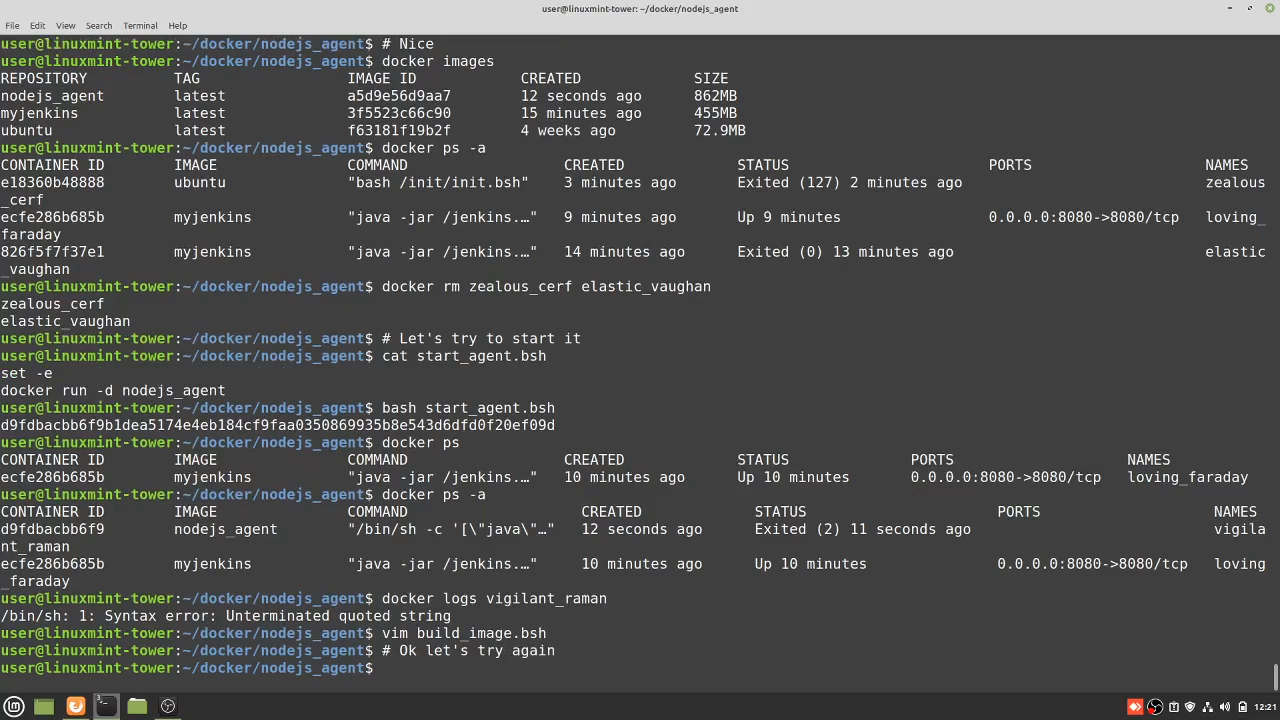 user@linuxmint-tower: ~/docker/nodejs_agent
File Edit View Search Terminal Help
user@linuxmint-tower:~/docker/nodejs_agent$ # Nice
user@linuxmint-tower:~/docker/nodejs_agent$ docker images
REPOSITORY TAG IMAGE ID CREATED SIZE
nodejs_agent latest a5d9e56d9aa7 12 seconds ago 862MB
myjenkins latest 3f5523c66c90 15 minutes ago 455MB
ubuntu latest f63181f19b2f 4 weeks ago 72.9MB
user@linuxmint-tower:~/docker/nodejs_agent$ docker ps -a
CONTAINER ID IMAGE COMMAND CREATED STATUS PORTS NAMES
e18360b48888 ubuntu "bash /init/init.bsh" 3 minutes ago Exited (127) 2 minutes ago zealous
_cerf
ecfe286b685b myjenkins "java -jar /jenkins.…" 9 minutes ago Up 9 minutes 0.0.0.0:8080->8080/tcp loving_
faraday
826f5f7f37e1 myjenkins "java -jar /jenkins.…" 14 minutes ago Exited (0) 13 minutes ago elastic
_vaughan
user@linuxmint-tower:~/docker/nodejs_agent$ docker rm zealous_cerf elastic_vaughan
zealous_cerf
elastic_vaughan
user@linuxmint-tower:~/docker/nodejs_agent$ # Let's try to start it
user@linuxmint-tower:~/docker/nodejs_agent$ cat start_agent.bsh
set -e
docker run -d nodejs_agent
user@linuxmint-tower:~/docker/nodejs_agent$ bash start_agent.bsh
d9fdbacbb6f9b1dea5174e4eb184cf9faa0350869935b8e543d6dfd0f20ef09d
user@linuxmint-tower:~/docker/nodejs_agent$ docker ps
CONTAINER ID IMAGE COMMAND CREATED STATUS PORTS NAMES
ecfe286b685b myjenkins "java -jar /jenkins.…" 10 minutes ago Up 10 minutes 0.0.0.0:8080->8080/tcp loving_faraday
user@linuxmint-tower:~/docker/nodejs_agent$ docker ps -a
CONTAINER ID IMAGE COMMAND CREATED STATUS PORTS NAMES
d9fdbacbb6f9 nodejs_agent "/bin/sh -c '[\"java\"…" 12 seconds ago Exited (2) 11 seconds ago vigila
nt_raman
ecfe286b685b myjenkins "java -jar /jenkins.…" 10 minutes ago Up 10 minutes 0.0.0.0:8080->8080/tcp loving
_faraday
user@linuxmint-tower:~/docker/nodejs_agent$ docker logs vigilant_raman
/bin/sh: 1: Syntax error: Unterminated quoted string
user@linuxmint-tower:~/docker/nodejs_agent$ vim build_image.bsh
user@linuxmint-tower:~/docker/nodejs_agent$ # Ok let's try again
user@linuxmint-tower:~/docker/nodejs_agent$
3
12:21